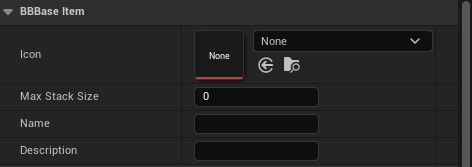 BBBase Item
Icon
None
None
Max Stack Size
0
Name
Description